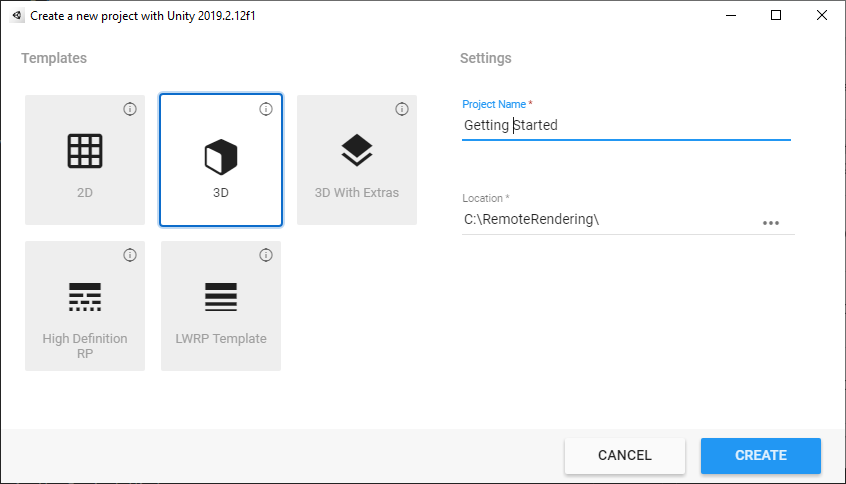 Create a new project with Unity 2019.2.12f1
Templates
Settings
2D
3D
3D With Extras
High Definition
RP
LWRP Template
Project Name *
Getting Started
Location *
C:\RemoteRendering\
CANCEL
CREATE